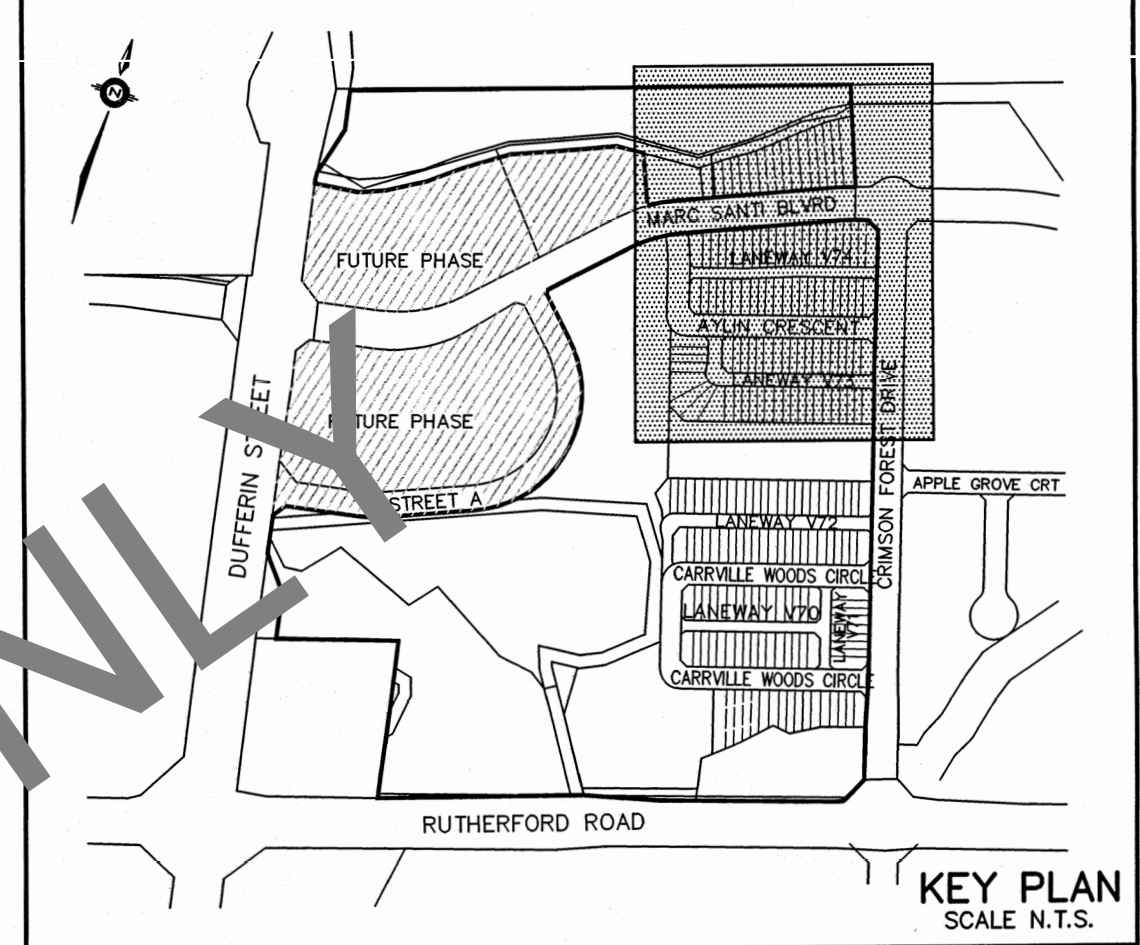 N
MARC SANTI BLVRD
FUTURE PHASE
LANEWAY V74
AYLIN CRESCENT
LANEWAY V73
DUFFERIN STREET
FUTURE PHASE
CRIMSON FOREST DRIVE
STREET A
APPLE GROVE CRT
LANEWAY V72
CARRVILLE WOODS CIRCLE
LANEWAY V70
LANEWAY V71
CARRVILLE WOODS CIRCLE
NLY
RUTHERFORD ROAD
KEY PLAN
SCALE N.T.S.